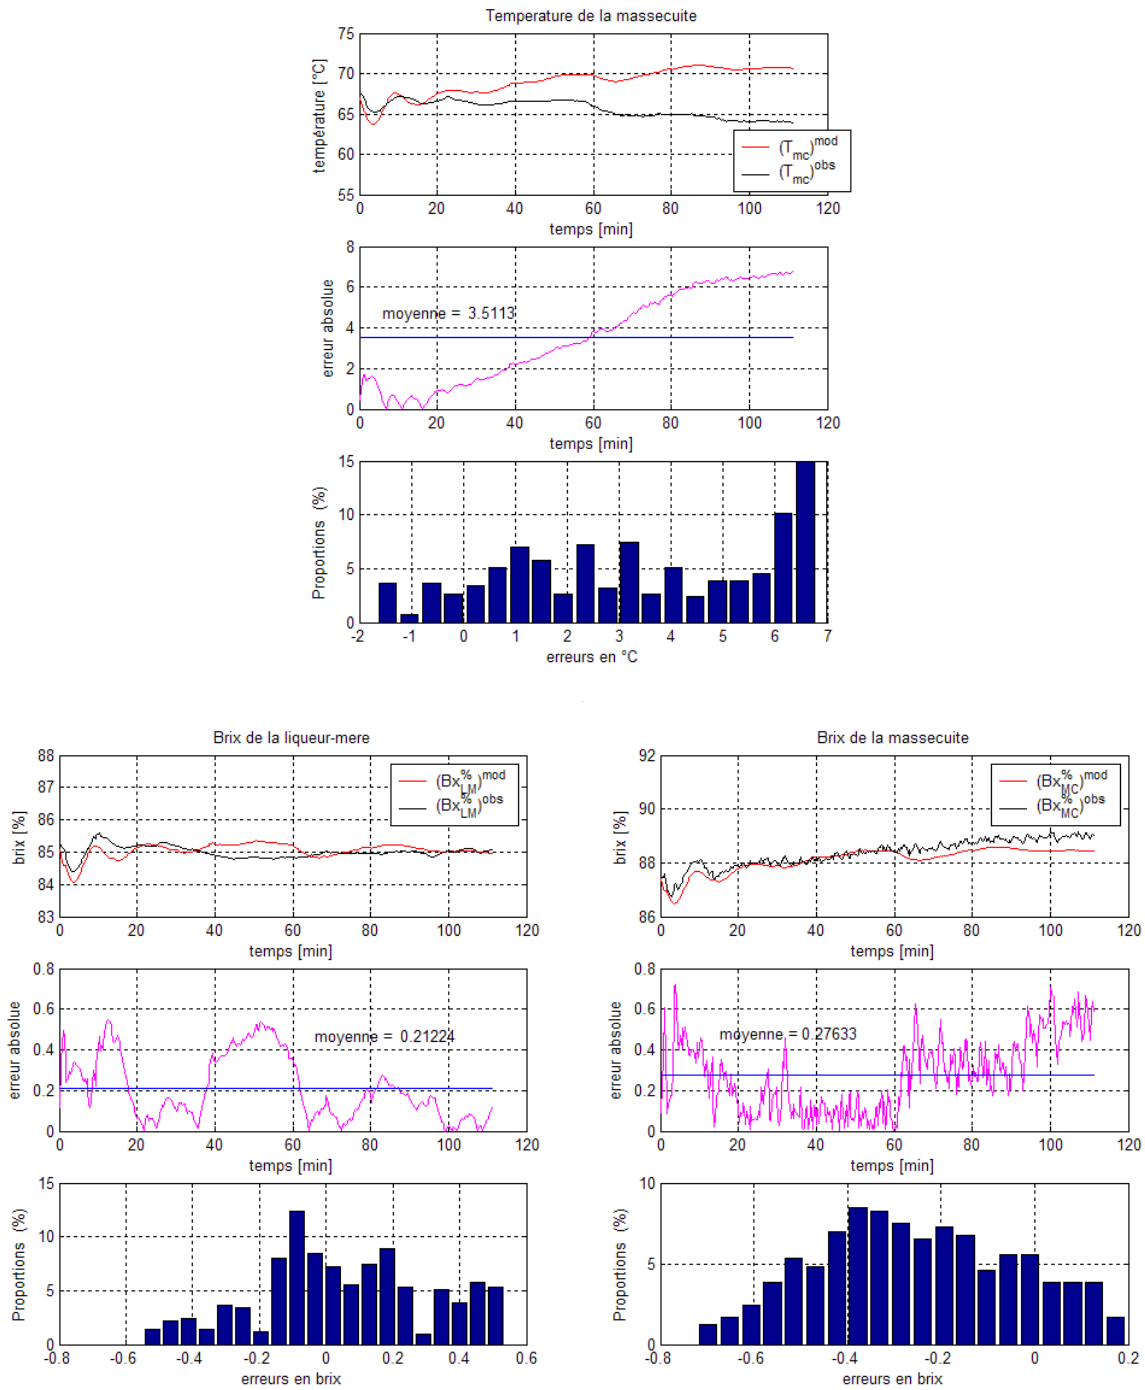 Temperature de la massecuite
température [°C]
75
70
65
60
55
(T_mc)^mod
(T_mc)^obs
0 20 40 60 80 100 120
temps [min]
erreur absolue
8
6
4
2
0
moyenne = 3.5113
0 20 40 60 80 100 120
temps [min]
Proportions (%)
15
10
5
0
-2 -1 0 1 2 3 4 5 6 7
erreurs en °C
Brix de la liqueur-mere
brix [%]
88
87
86
85
84
83
(Bx_LM^%)^mod
(Bx_LM^%)^obs
0 20 40 60 80 100 120
temps [min]
erreur absolue
0.8
0.6
0.4
0.2
0
moyenne = 0.21224
0 20 40 60 80 100 120
temps [min]
Proportions (%)
15
10
5
0
-0.8 -0.6 -0.4 -0.2 0 0.2 0.4 0.6
erreurs en brix
Brix de la massecuite
brix [%]
92
90
88
86
(Bx_MC^%)^mod
(Bx_MC^%)^obs
0 20 40 60 80 100 120
temps [min]
erreur absolue
0.8
0.6
0.4
0.2
0
moyenne = 0.27633
0 20 40 60 80 100 120
temps [min]
Proportions (%)
10
5
0
-0.8 -0.6 -0.4 -0.2 0 0.2
erreurs en brix